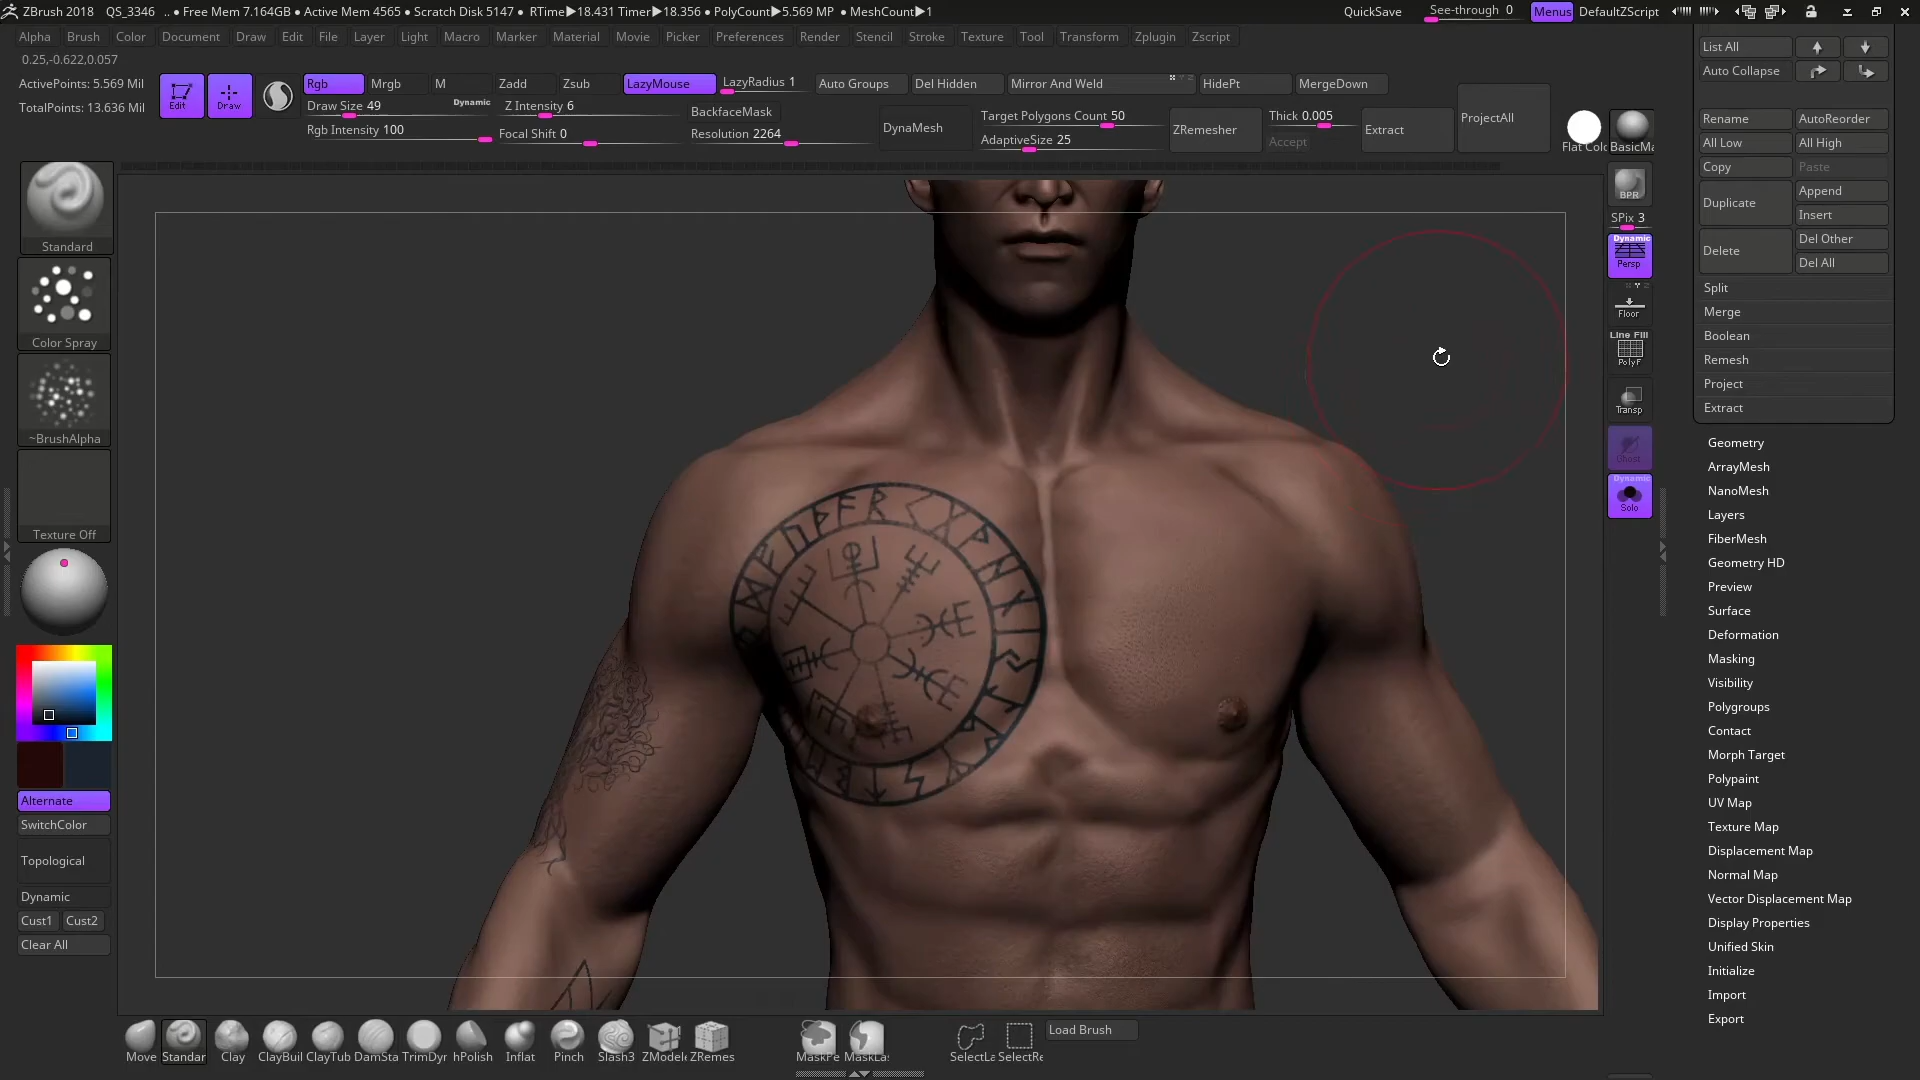 ZBrush 2018 QS_3346 .. • Free Mem 7.164GB • Active Mem 4565 • Scratch Disk 5147 • RTime▶18.431 Timer▶18.356 • PolyCount▶5.569 MP • MeshCount▶1
QuickSave See-through 0 Menus DefaultZScript
Alpha Brush Color Document Draw Edit File Layer Light Macro Marker Material Movie Picker Preferences Render Stencil Stroke Texture Tool Transform Zplugin Zscript
0.25,-0.622,0.057
ActivePoints: 5.569 Mil
TotalPoints: 13.636 Mil
Edit
Draw
Rgb Mrgb M Zadd Zsub LazyMouse LazyRadius 1 Auto Groups Del Hidden Mirror And Weld HidePt MergeDown
Draw Size 49 Dynamic Z Intensity 6 BackfaceMask
Rgb Intensity 100 Focal Shift 0 Resolution 2264
DynaMesh
Target Polygons Count 50
AdaptiveSize 25
ZRemesher
Thick 0.005
Accept
Extract
ProjectAll
Flat Colo BasicMa
Standard
Color Spray
~BrushAlpha
Texture Off
Alternate
SwitchColor
Topological
Dynamic
Cust1 Cust2
Clear All
BPR
SPix 3
Dynamic
Persp
Floor
Line Fill
PolyF
Transp
Ghost
Dynamic
Solo
List All
Auto Collapse
Rename AutoReorder
All Low All High
Copy Paste
Duplicate Append
Insert
Delete Del Other
Del All
Split
Merge
Boolean
Remesh
Project
Extract
Geometry
ArrayMesh
NanoMesh
Layers
FiberMesh
Geometry HD
Preview
Surface
Deformation
Masking
Visibility
Polygroups
Contact
Morph Target
Polypaint
UV Map
Texture Map
Displacement Map
Normal Map
Vector Displacement Map
Display Properties
Unified Skin
Initialize
Import
Export
Move Standar Clay ClayBuil ClayTub DamSta TrimDyr hPolish Inflat Pinch Slash3 ZModele ZRemes MaskPe MaskLas SelectLa SelectRe
Load Brush